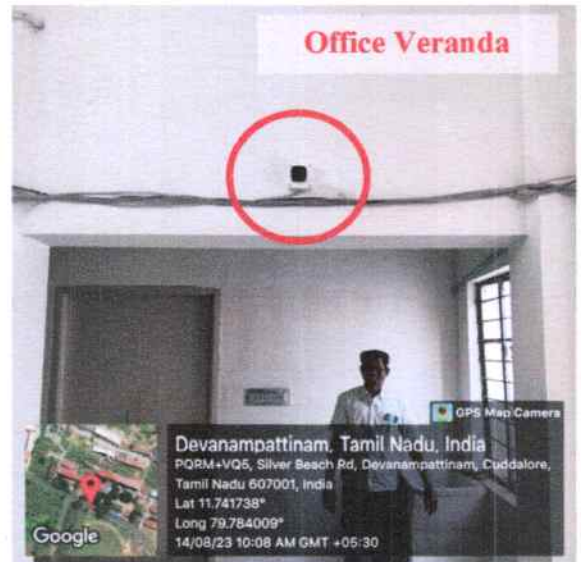 Office Veranda
GPS Map Camera
Devanampattinam, Tamil Nadu, India
PQRM+VQ5, Silver Beach Rd, Devanampattinam, Cuddalore,
Tamil Nadu 607001, India
Lat 11.741738°
Long 79.784009°
14/08/23 10:08 AM GMT +05:30
Google